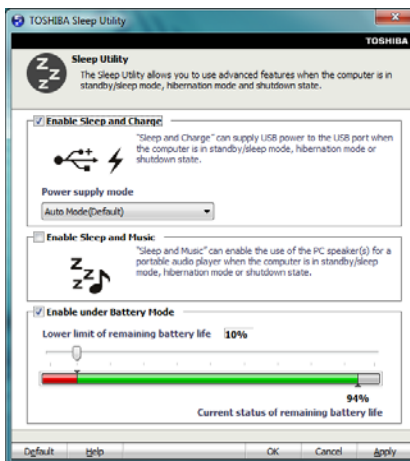 TOSHIBA Sleep Utility
TOSHIBA
Sleep Utility
The Sleep Utility allows you to use advanced features when the computer is in
standby/sleep mode, hibernation mode and shutdown state.
Enable Sleep and Charge
"Sleep and Charge" can supply USB power to the USB port when
the computer is in standby/sleep mode, hibernation mode or
shutdown state.
Power supply mode
Auto Mode(Default)
Enable Sleep and Music
"Sleep and Music" can enable the use of the PC speaker(s) for a
portable audio player when the computer is in standby/sleep
mode, hibernation mode or shutdown state.
Enable under Battery Mode
Lower limit of remaining battery life 10%
94%
Current status of remaining battery life
Default Help OK Cancel Apply